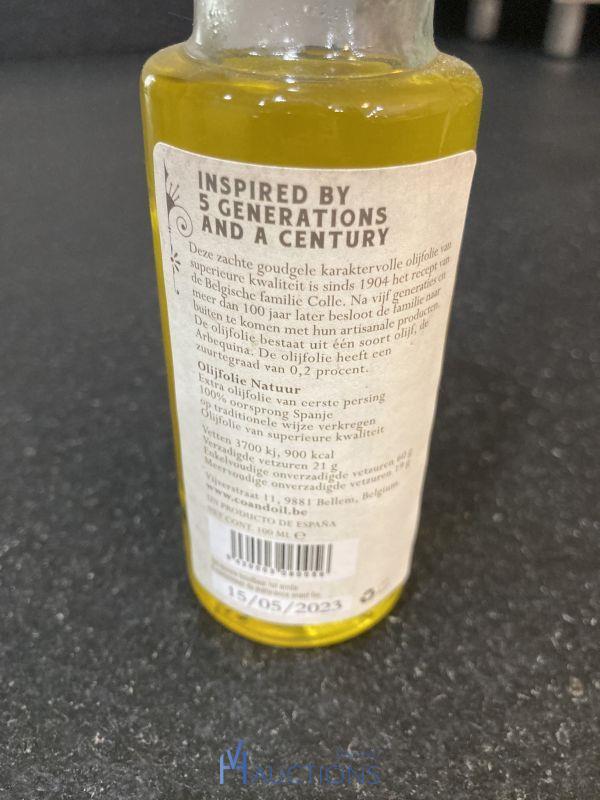 INSPIRED BY
5 GENERATIONS
AND A CENTURY
Deze zachte goudgele karaktervolle olijfolie van
superieure kwaliteit is sinds 1904 het recept van
de Belgische familie Colle. Na vijf generaties en
meer dan 100 jaar later besloot de familie naar
buiten te komen met hun artisanale producten.
De olijfolie bestaat uit één soort olijf, de
Arbequina. De olijfolie heeft een
zuurtegraad van 0,2 procent.
Olijfolie Natuur
Extra olijfolie van eerste persing
100% oorsprong Spanje
op traditionele wijze verkregen
Olijfolie van superieure kwaliteit
Vetten 3700 kj, 900 kcal
Verzadigde vetzuren 21 g
Enkelvoudige onverzadigde vetzuren 60 g
Meervoudige onverzadigde vetzuren 19 g
Vijverstraat 11, 9881 Bellem, Belgium
www.coandoil.be
UN PRODUCTO DE ESPAÑA
NET CONT. 100 ML e
15/05/2023
AUCTIONS